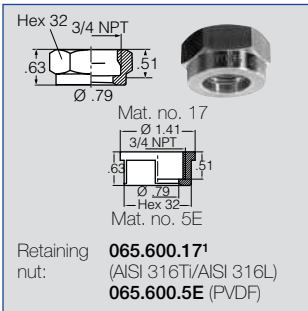 Hex 32
3/4 NPT
.63
.51
Ø .79
Mat. no. 17
Ø 1.41
3/4 NPT
.63
.51
Ø .79
Hex 32
Mat. no. 5E
Retaining 065.600.17¹
nut: (AISI 316Ti/AISI 316L)
065.600.5E (PVDF)